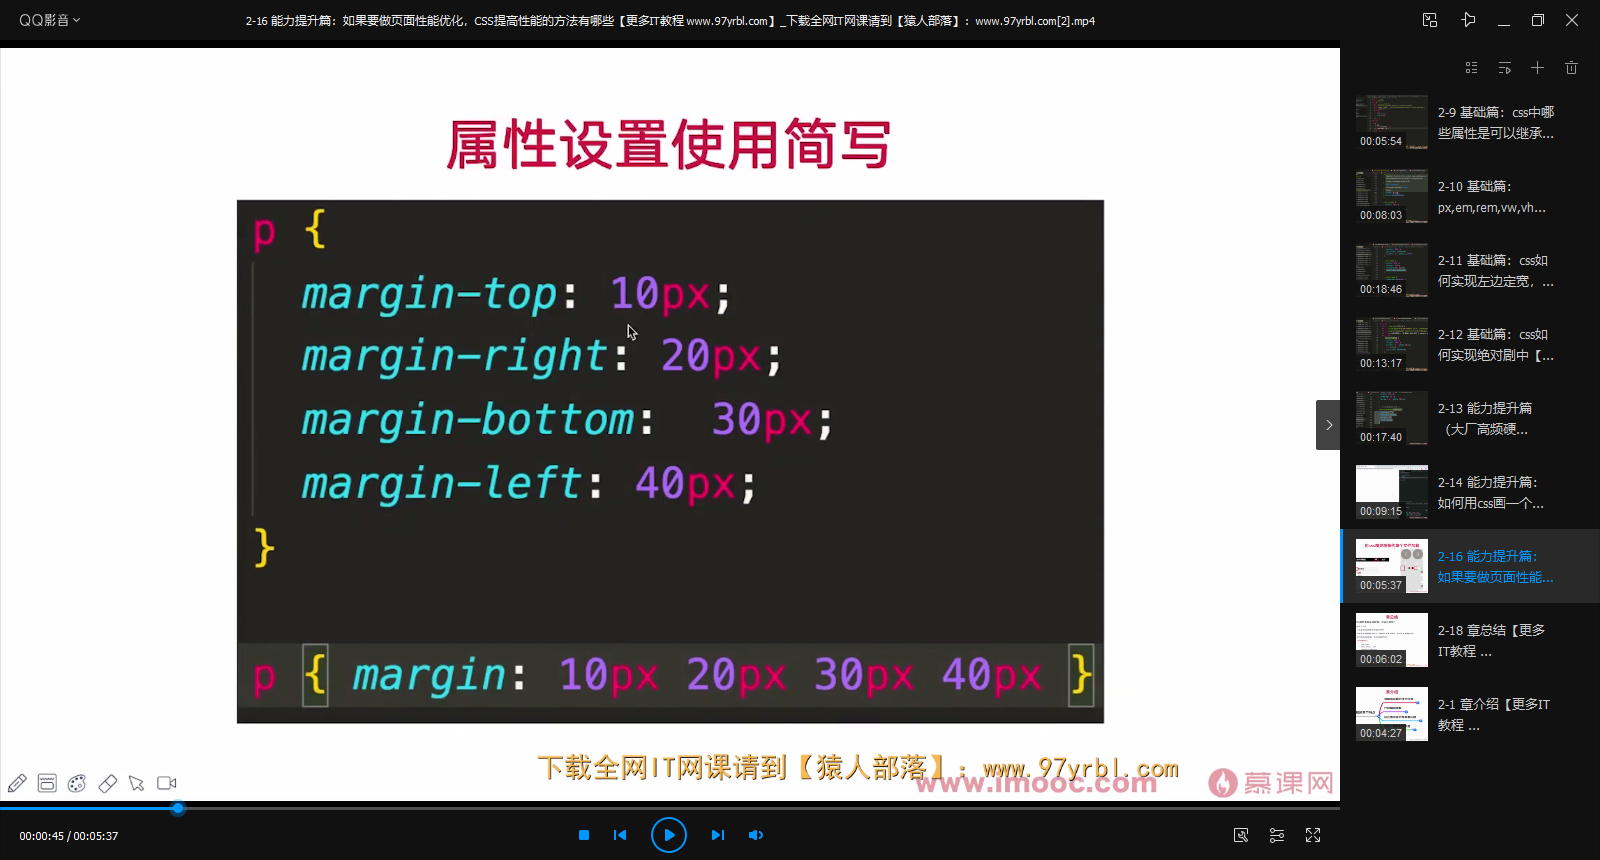 QQ影音
2-16 能力提升篇：如果要做页面性能优化，CSS提高性能的方法有哪些【更多IT教程 www.97yrbl.com】_下载全网IT网课请到【猿人部落】：www.97yrbl.com[2].mp4
属性设置使用简写
p {
margin-top: 10px;
margin-right: 20px;
margin-bottom: 30px;
margin-left: 40px;
}
p { margin: 10px 20px 30px 40px }
下载全网IT网课请到【猿人部落】：www.97yrbl.com
www.imooc.com
慕课网
00:00:45 / 00:05:37
00:05:54
2-9 基础篇：css中哪
些属性是可以继承...
00:08:03
2-10 基础篇：
px,em,rem,vw,vh...
00:18:46
2-11 基础篇：css如
何实现左边定宽，...
00:13:17
2-12 基础篇：css如
何实现绝对剧中【...
00:17:40
2-13 能力提升篇
（大厂高频硬...
00:09:15
2-14 能力提升篇：
如何用css画一个...
00:05:37
2-16 能力提升篇：
如果要做页面性能...
00:06:02
2-18 章总结【更多
IT教程 ...
00:04:27
2-1 章介绍【更多IT
教程 ...